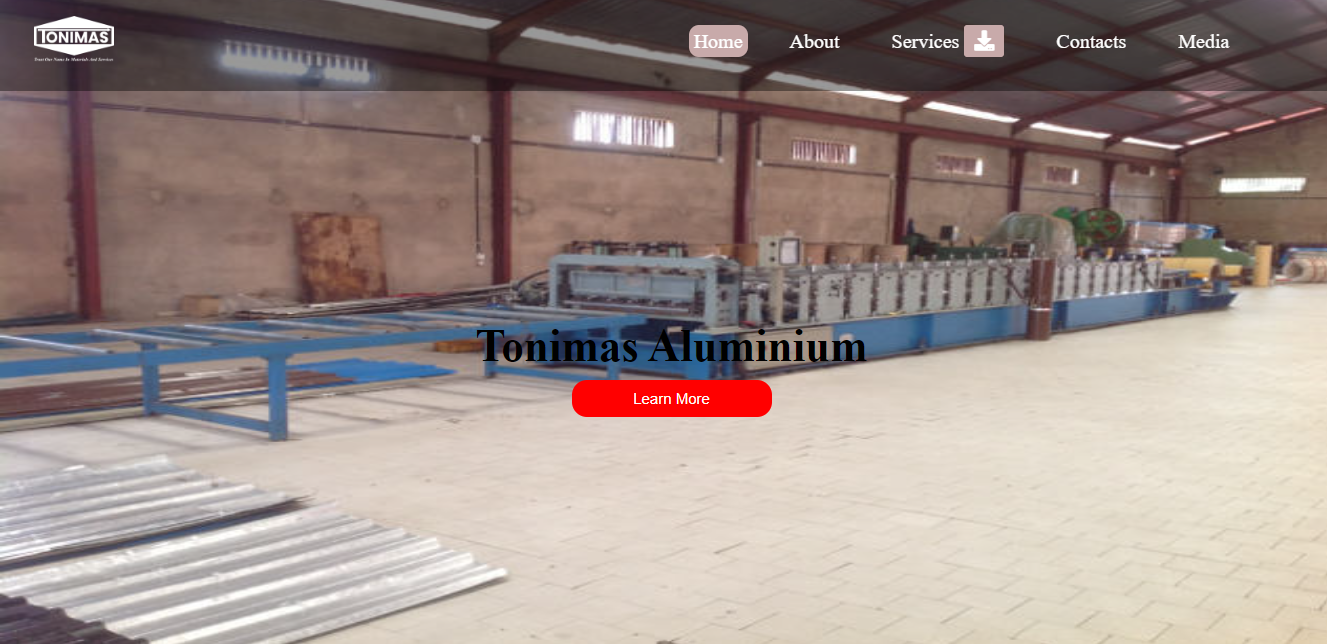 TONIMAS
Trust Our Name In Materials And Services
Home
About
Services
Contacts
Media
Tonimas Aluminium
Learn More